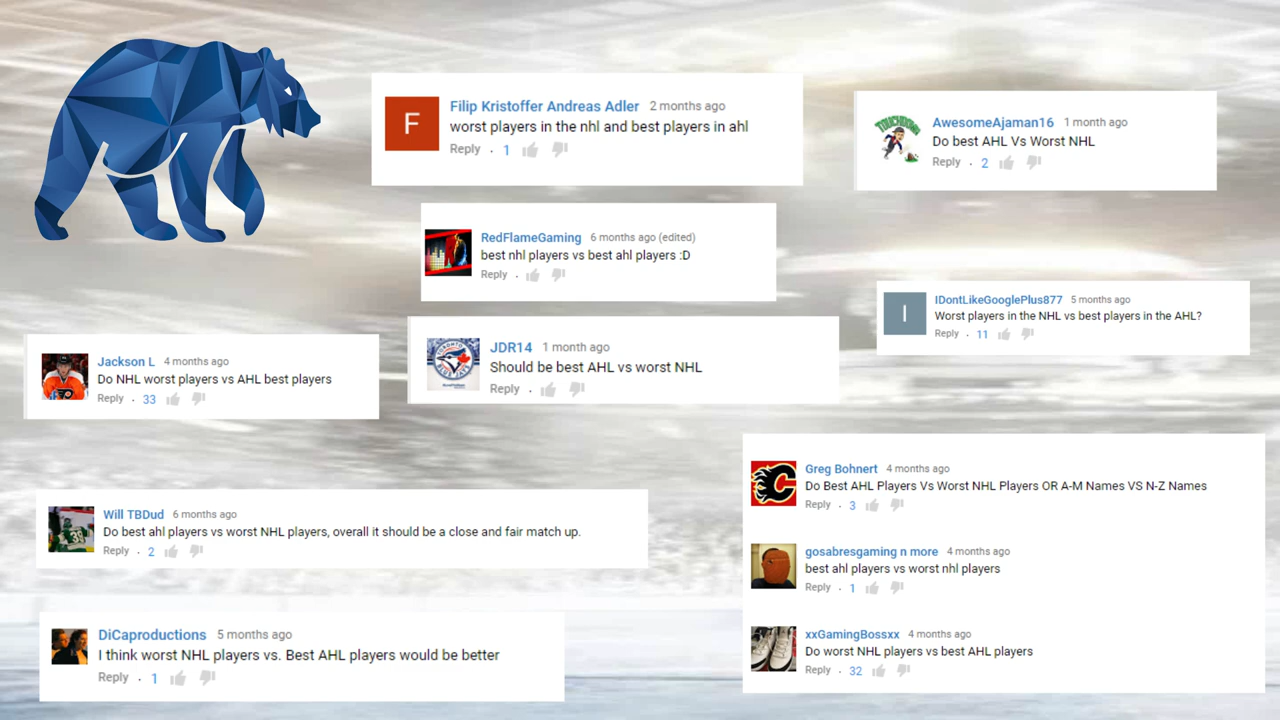 Filip Kristoffer Andreas Adler 2 months ago
worst players in the nhl and best players in ahl
Reply · 1
AwesomeAjaman16 1 month ago
Do best AHL Vs Worst NHL
Reply · 2
RedFlameGaming 6 months ago (edited)
best nhl players vs best ahl players :D
Reply ·
IDontLikeGooglePlus877 5 months ago
Worst players in the NHL vs best players in the AHL?
Reply · 11
Jackson L 4 months ago
Do NHL worst players vs AHL best players
Reply · 33
JDR14 1 month ago
Should be best AHL vs worst NHL
Reply ·
Greg Bohnert 4 months ago
Do Best AHL Players Vs Worst NHL Players OR A-M Names VS N-Z Names
Reply · 3
Will TBDud 6 months ago
Do best ahl players vs worst NHL players, overall it should be a close and fair match up.
Reply · 2
gosabresgaming n more 4 months ago
best ahl players vs worst nhl players
Reply · 1
DiCaproductions 5 months ago
I think worst NHL players vs. Best AHL players would be better
Reply · 1
xxGamingBossxx 4 months ago
Do worst NHL players vs best AHL players
Reply · 32
F
I
TOUCHDOWN
TORONTO
BLUE JAYS
39